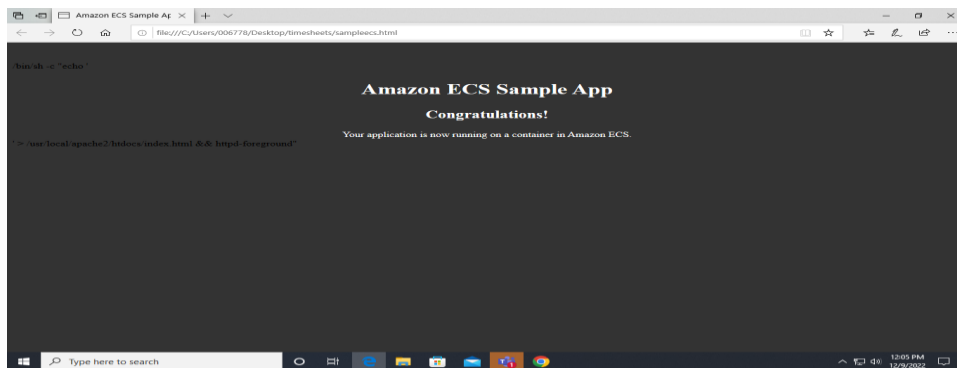 Amazon ECS Sample Ap
file:///C:/Users/006778/Desktop/timesheets/sampleecs.html
/bin/sh -c "echo '
Amazon ECS Sample App
Congratulations!
Your application is now running on a container in Amazon ECS.
' > /usr/local/apache2/htdocs/index.html && httpd-foreground"
Type here to search
12:05 PM
12/9/2022